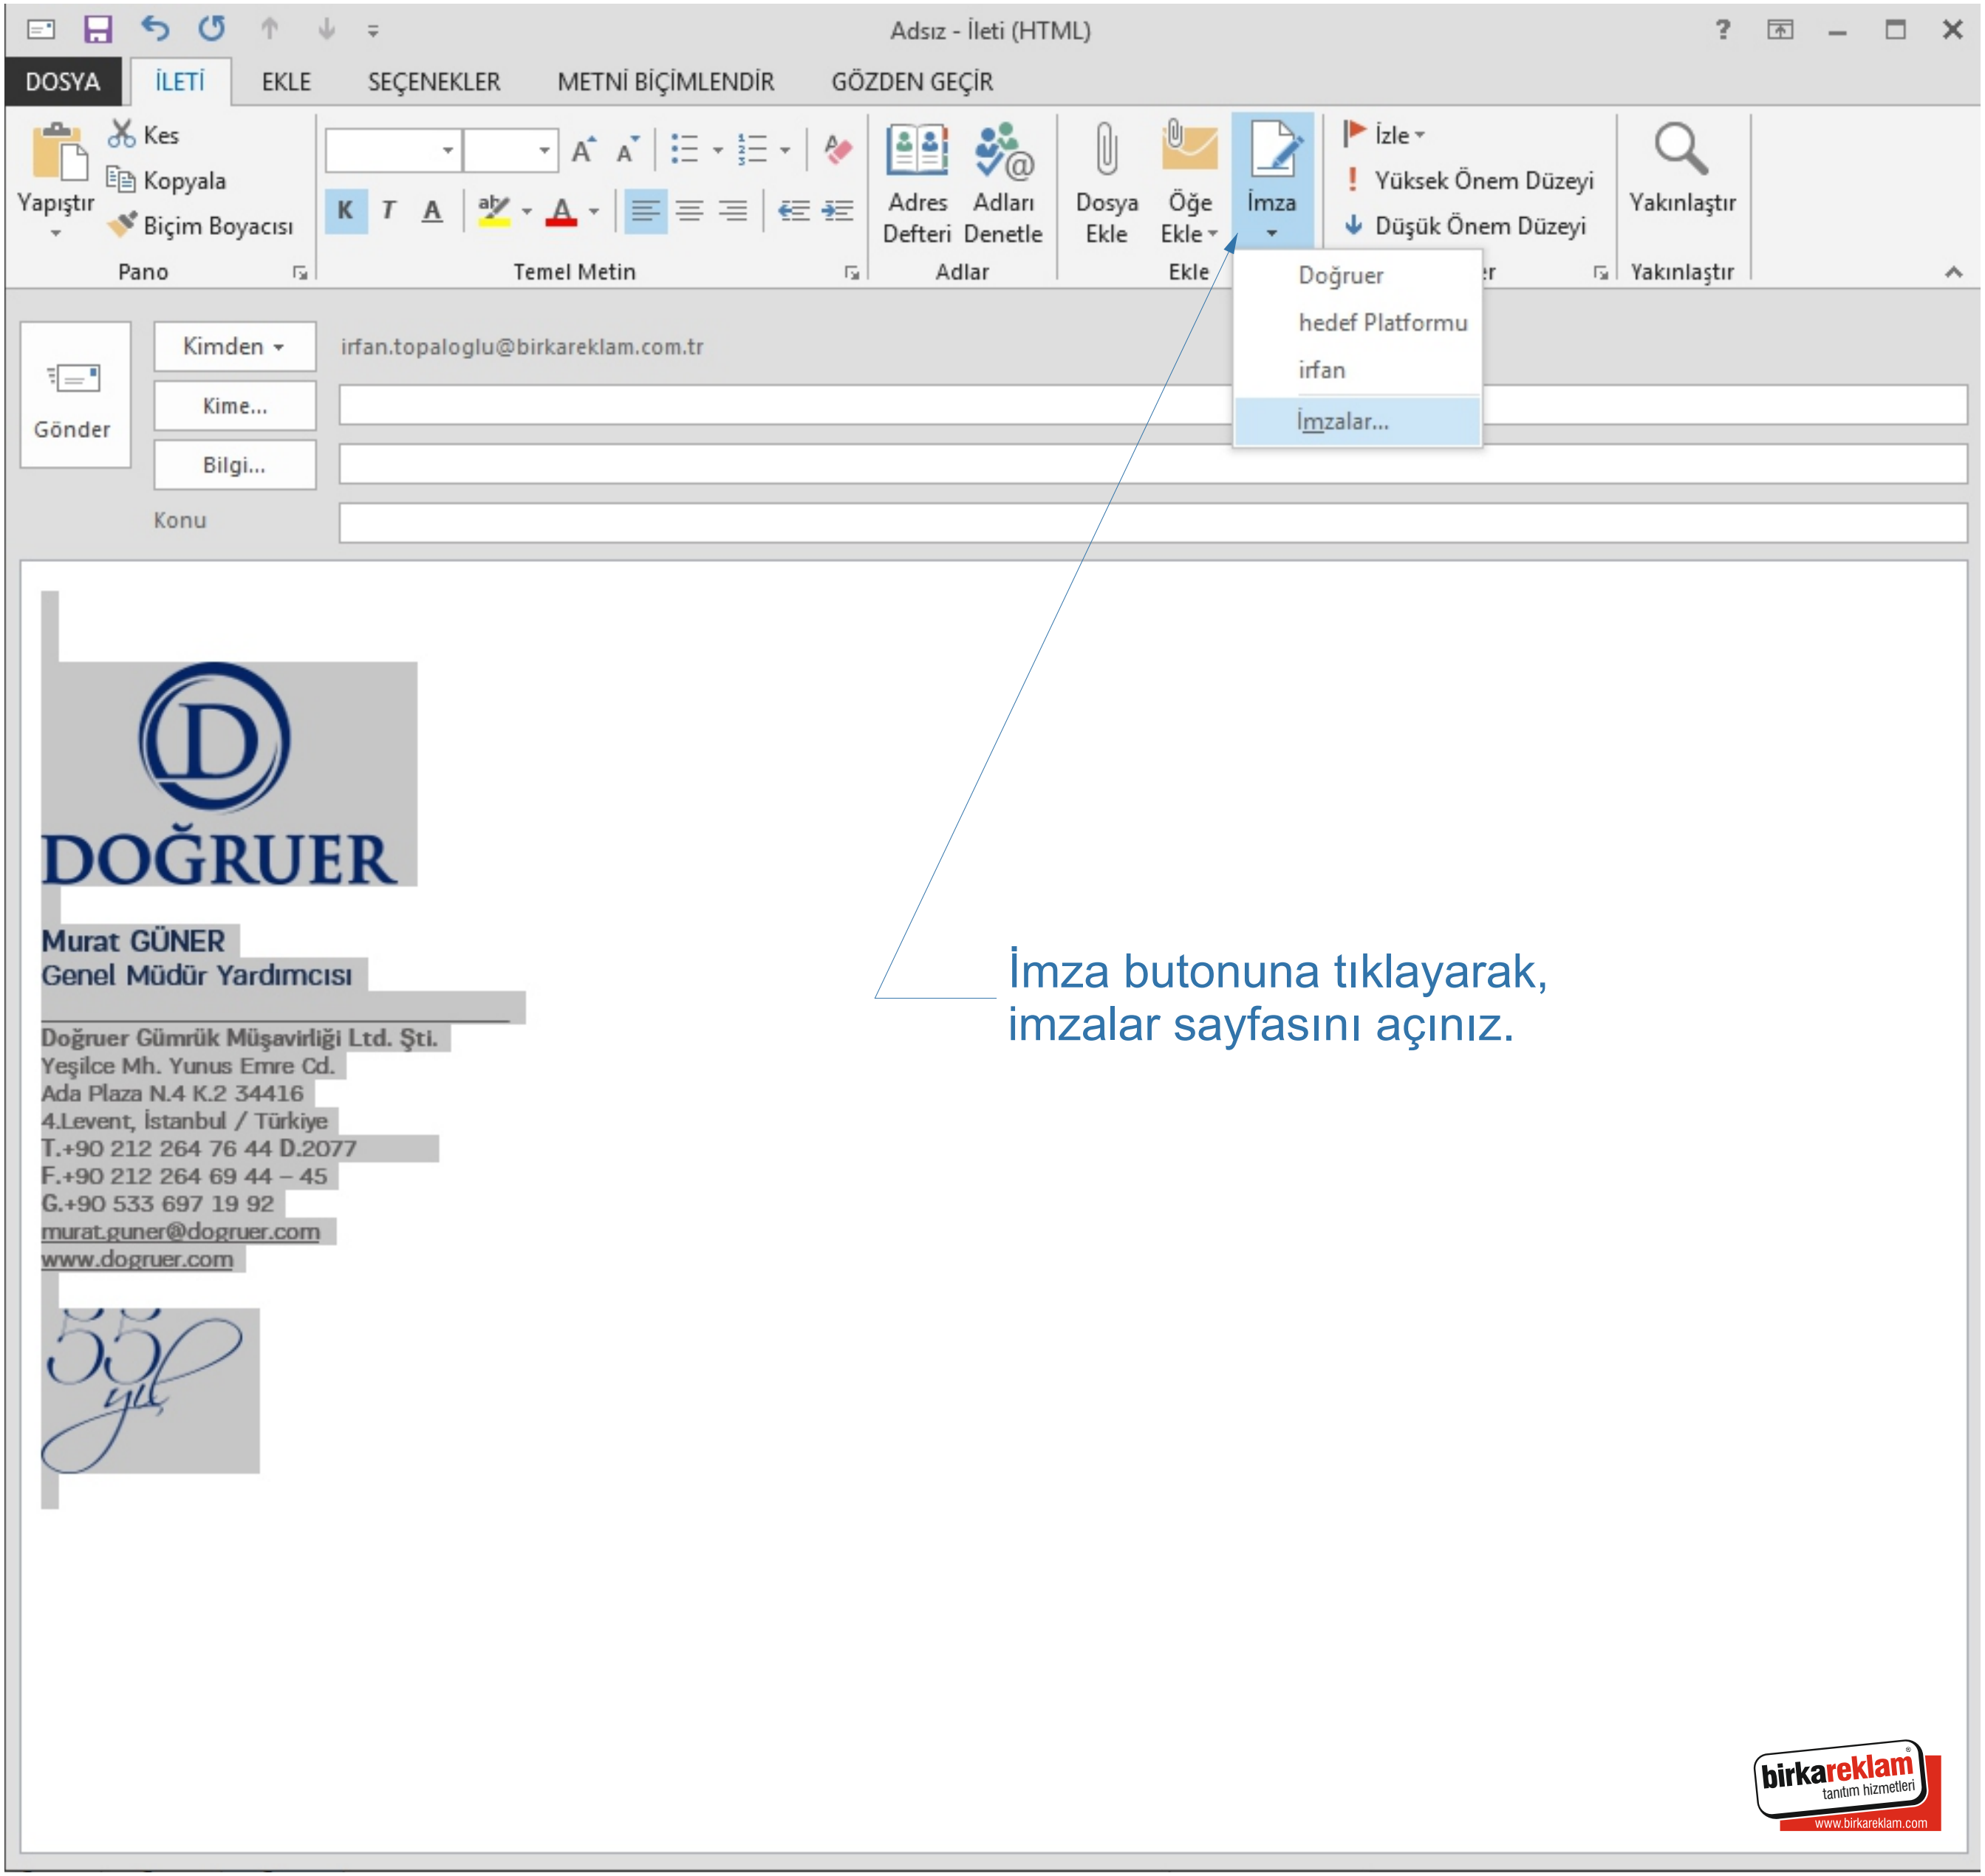 Adsız - İleti (HTML)
DOSYA İLETİ EKLE SEÇENEKLER METNİ BİÇİMLENDİR GÖZDEN GEÇİR
Yapıştır
Kes
Kopyala
Biçim Boyacısı
Pano
K T A
Temel Metin
Adres Defteri
Adları Denetle
Adlar
Dosya Ekle
Öğe Ekle
İmza
Ekle
İzle
Yüksek Önem Düzeyi
Düşük Önem Düzeyi
Yakınlaştır
Yakınlaştır
Doğruer
hedef Platformu
irfan
İmzalar...
Gönder
Kimden irfan.topaloglu@birkareklam.com.tr
Kime...
Bilgi...
Konu
D
DOĞRUER
Murat GÜNER
Genel Müdür Yardımcısı
Doğruer Gümrük Müşavirliği Ltd. Şti.
Yeşilce Mh. Yunus Emre Cd.
Ada Plaza N.4 K.2 34416
4.Levent, İstanbul / Türkiye
T.+90 212 264 76 44 D.2077
F.+90 212 264 69 44 – 45
G.+90 533 697 19 92
murat.guner@dogruer.com
www.dogruer.com
55
yıl
İmza butonuna tıklayarak,
imzalar sayfasını açınız.
birkareklam
tanıtım hizmetleri
www.birkareklam.com